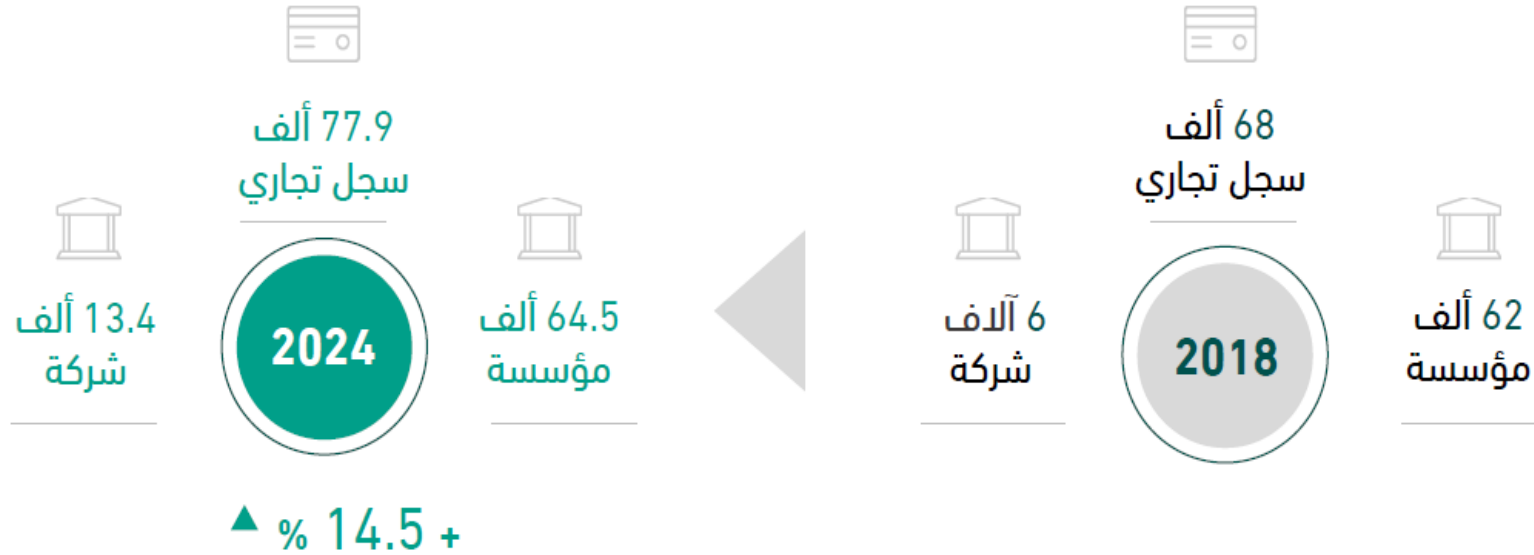 68 ألف
سجل تجاري
62 ألف
مؤسسة
2018
6 آلاف
شركة
77.9 ألف
سجل تجاري
64.5 ألف
مؤسسة
2024
13.4 ألف
شركة
+ 14.5 % ▲